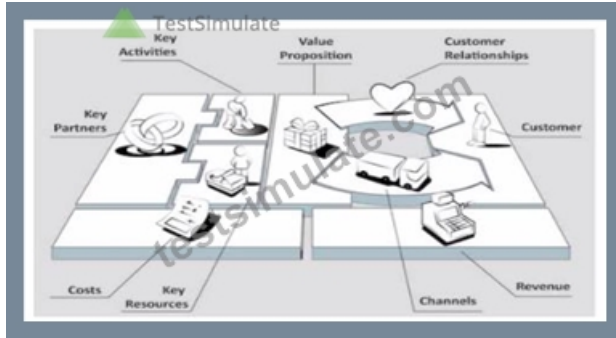 TestSimulate
Key
Activities
Value
Proposition
Customer
Relationships
Key
Partners
Customer
testsimulate.com
Costs
Key
Resources
Channels
Revenue